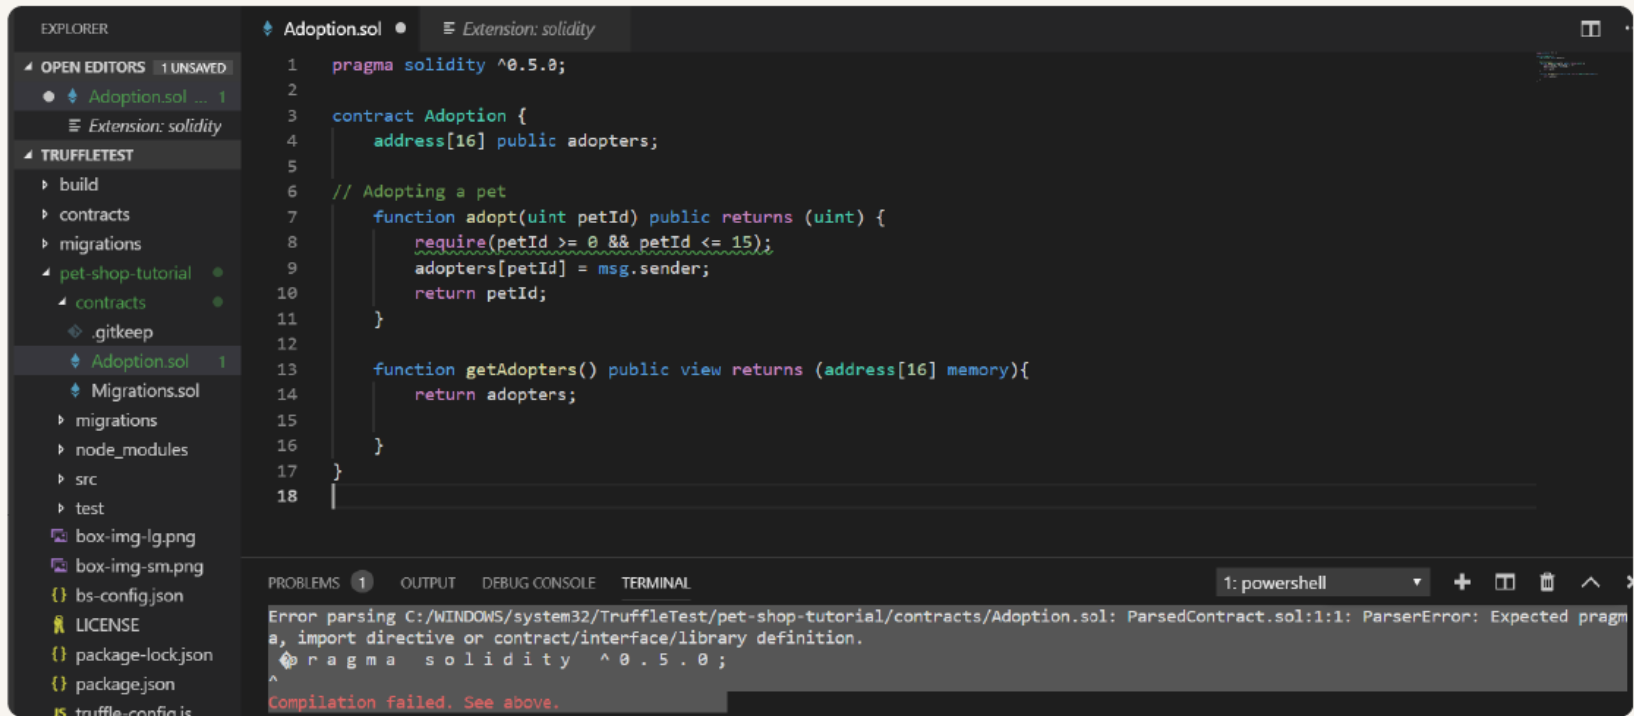 EXPLORER
OPEN EDITORS 1 UNSAVED
Adoption.sol ... 1
Extension: solidity
TRUFFLETEST
build
contracts
migrations
pet-shop-tutorial
contracts
.gitkeep
Adoption.sol 1
Migrations.sol
migrations
node_modules
src
test
box-img-lg.png
box-img-sm.png
{} bs-config.json
LICENSE
{} package-lock.json
{} package.json
JS truffle-config.js
Adoption.sol Extension: solidity
1 pragma solidity ^0.5.0;
2
3 contract Adoption {
4 address[16] public adopters;
5
6 // Adopting a pet
7 function adopt(uint petId) public returns (uint) {
8 require(petId >= 0 && petId <= 15);
9 adopters[petId] = msg.sender;
10 return petId;
11 }
12
13 function getAdopters() public view returns (address[16] memory){
14 return adopters;
15
16 }
17 }
18
PROBLEMS 1 OUTPUT DEBUG CONSOLE TERMINAL 1: powershell
Error parsing C:/WINDOWS/system32/TruffleTest/pet-shop-tutorial/contracts/Adoption.sol: ParsedContract.sol:1:1: ParserError: Expected pragm
a, import directive or contract/interface/library definition.
�p r a g m a   s o l i d i t y   ^ 0 . 5 . 0 ;
^
Compilation failed. See above.